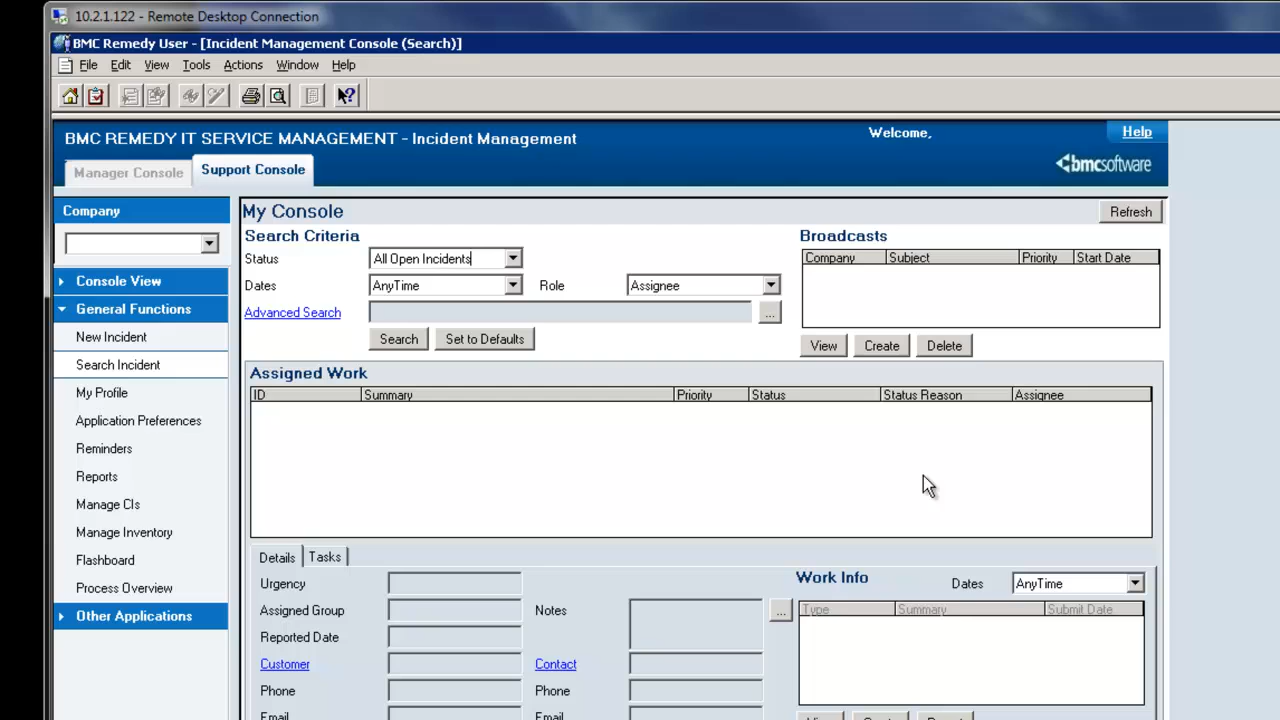 10.2.1.122 - Remote Desktop Connection
BMC Remedy User - [Incident Management Console (Search)]
File Edit View Tools Actions Window Help
BMC REMEDY IT SERVICE MANAGEMENT - Incident Management
Welcome,
Help
Manager Console
Support Console
bmcsoftware
Company
Console View
General Functions
New Incident
Search Incident
My Profile
Application Preferences
Reminders
Reports
Manage CIs
Manage Inventory
Flashboard
Process Overview
Other Applications
My Console
Refresh
Search Criteria
Status All Open Incidents
Dates AnyTime Role Assignee
Advanced Search ...
Search Set to Defaults
Broadcasts
Company Subject Priority Start Date
View Create Delete
Assigned Work
ID Summary Priority Status Status Reason Assignee
Details Tasks
Urgency
Assigned Group Notes ...
Reported Date
Customer Contact
Phone Phone
Email Email
Work Info Dates AnyTime
Type Summary Submit Date